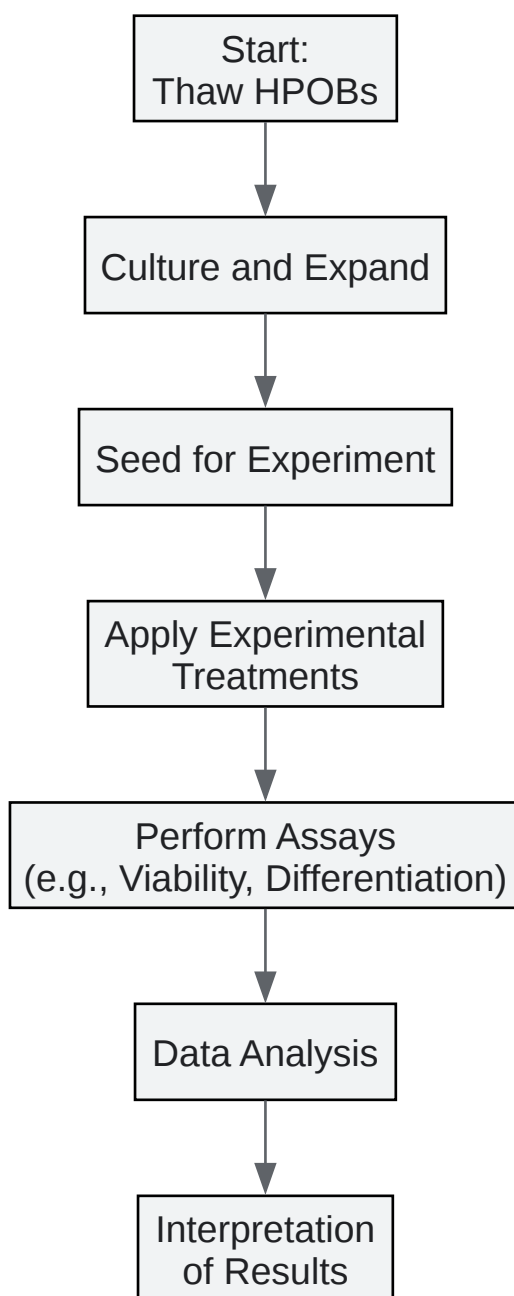 Start:
Thaw HPOBs
Culture and Expand
Seed for Experiment
Apply Experimental
Treatments
Perform Assays
(e.g., Viability, Differentiation)
Data Analysis
Interpretation
of Results